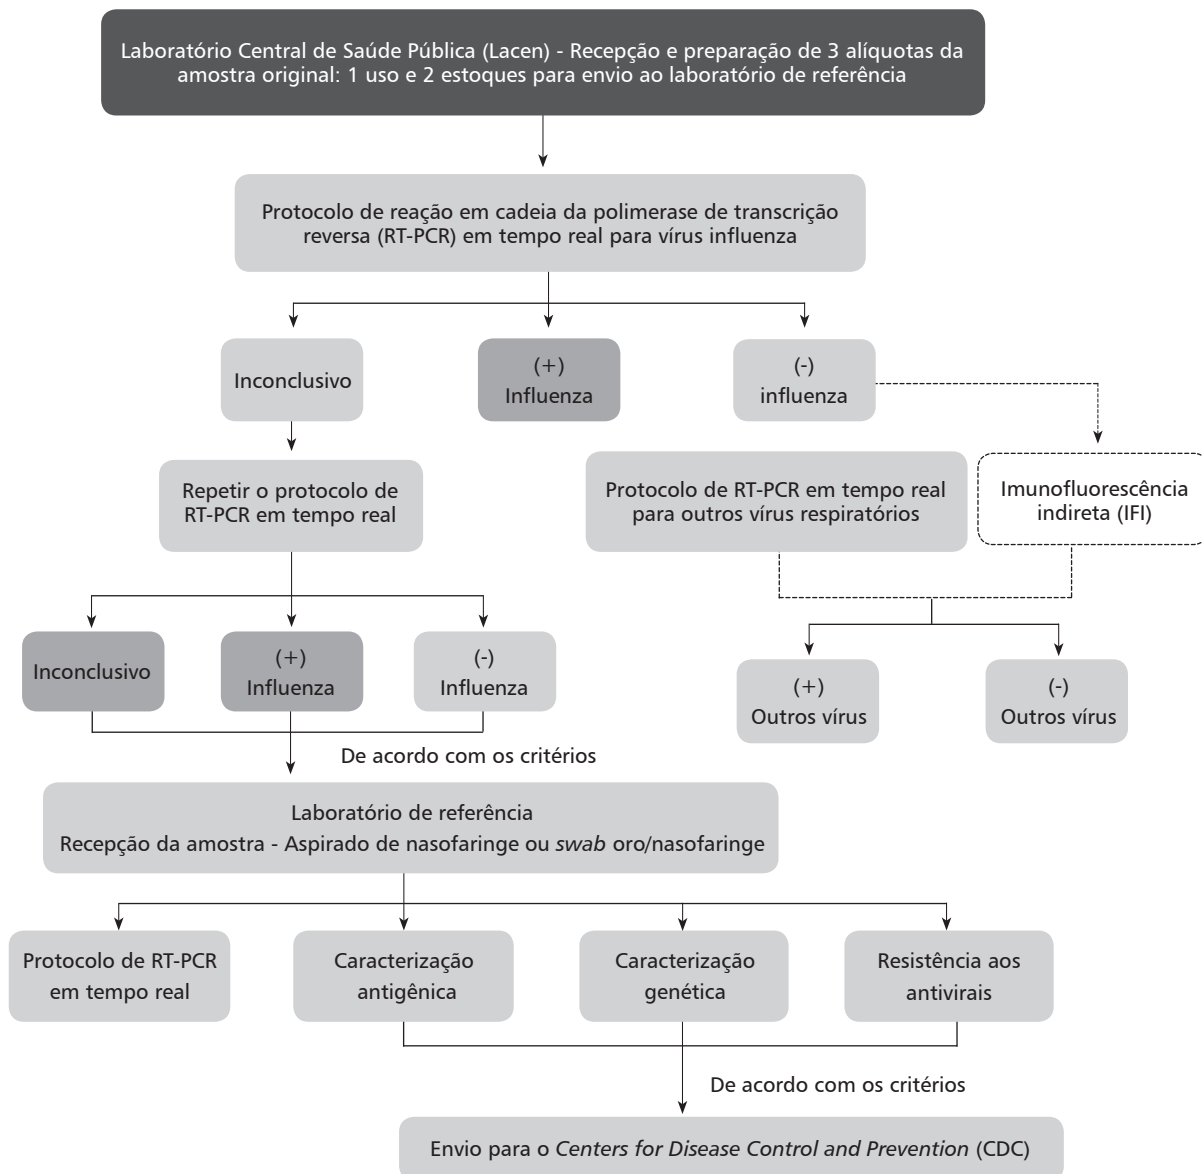 Laboratório Central de Saúde Pública (Lacen) - Recepção e preparação de 3 alíquotas da
amostra original: 1 uso e 2 estoques para envio ao laboratório de referência
Protocolo de reação em cadeia da polimerase de transcrição
reversa (RT-PCR) em tempo real para vírus influenza
Inconclusivo
(+)
Influenza
(-)
influenza
Repetir o protocolo de
RT-PCR em tempo real
Protocolo de RT-PCR em tempo real
para outros vírus respiratórios
Imunofluorescência
indireta (IFI)
Inconclusivo
(+)
Influenza
(-)
Influenza
(+)
Outros vírus
(-)
Outros vírus
De acordo com os critérios
Laboratório de referência
Recepção da amostra - Aspirado de nasofaringe ou swab oro/nasofaringe
Protocolo de RT-PCR
em tempo real
Caracterização
antigênica
Caracterização
genética
Resistência aos
antivirais
De acordo com os critérios
Envio para o Centers for Disease Control and Prevention (CDC)